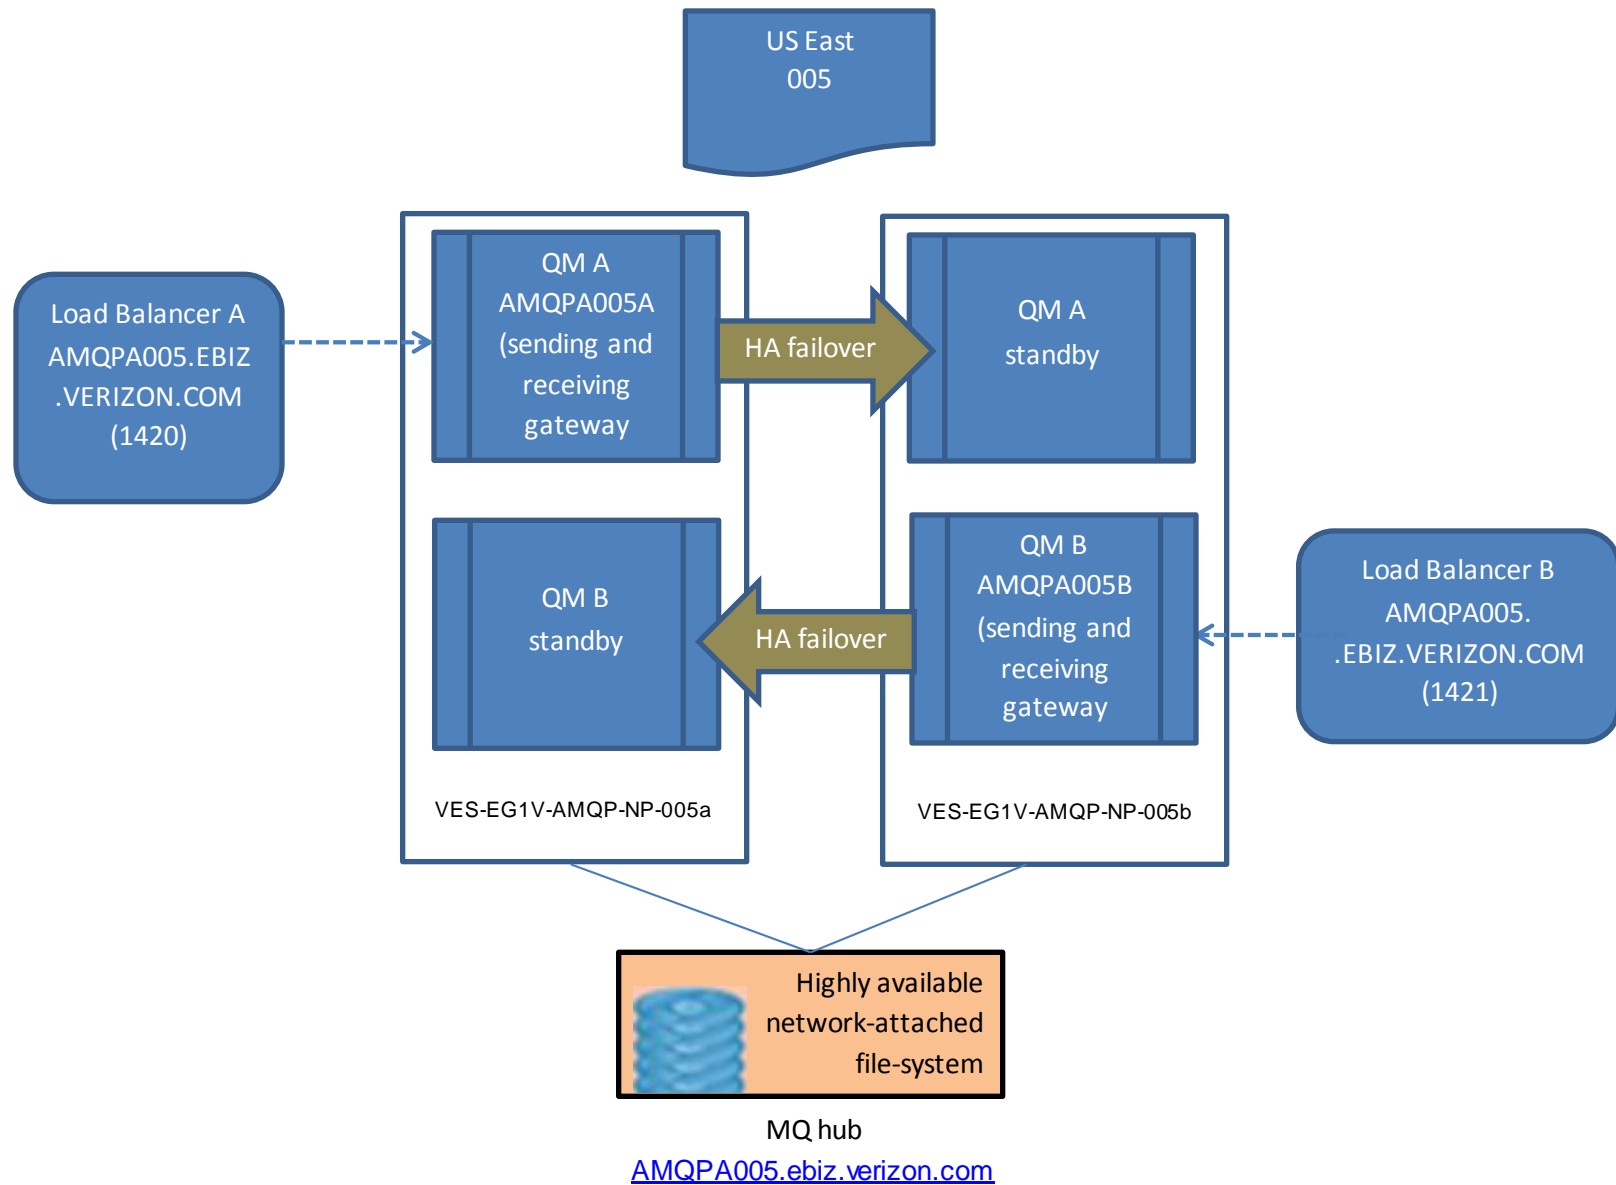 US East
005
Load Balancer A
AMQPA005.EBIZ
.VERIZON.COM
(1420)
QM A
AMQPA005A
(sending and
receiving
gateway
HA failover
QM A
standby
QM B
standby
HA failover
QM B
AMQPA005B
(sending and
receiving
gateway
Load Balancer B
AMQPA005.
.EBIZ.VERIZON.COM
(1421)
VES-EG1V-AMQP-NP-005a
VES-EG1V-AMQP-NP-005b
Highly available
network-attached
file-system
MQ hub
AMQPA005.ebiz.verizon.com